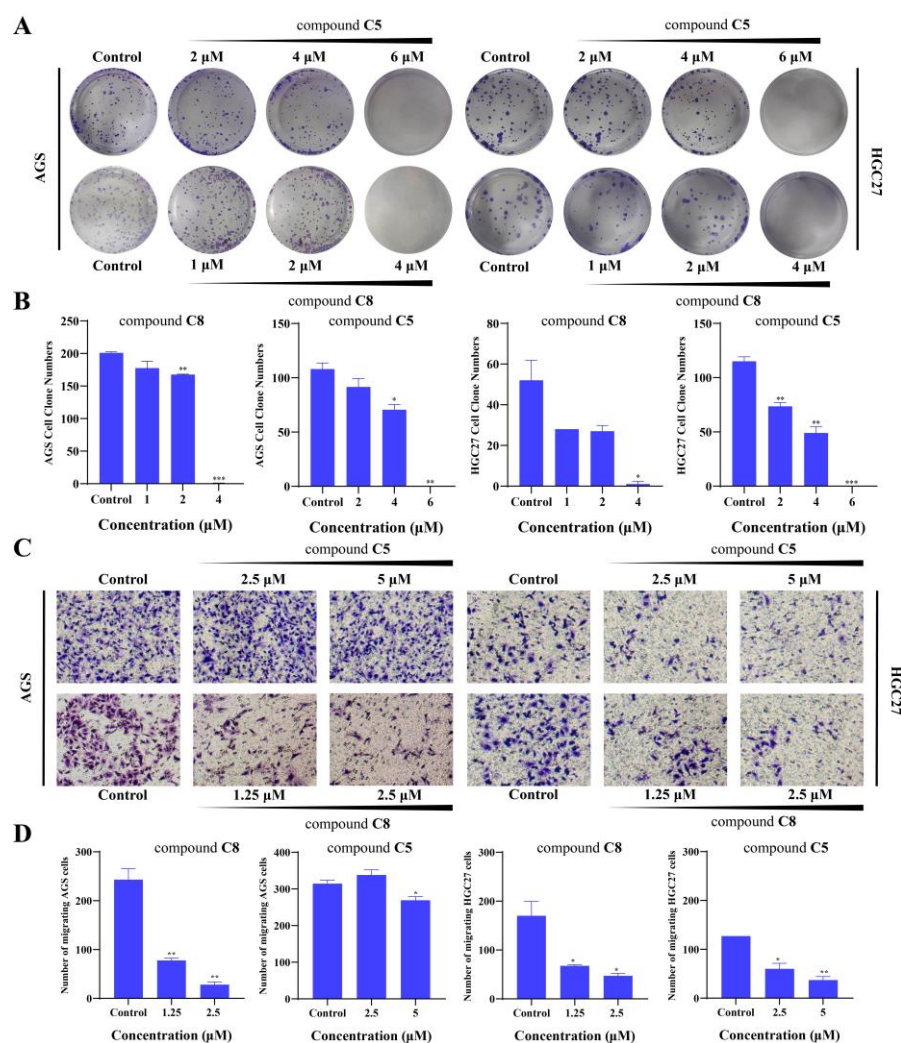 A
compound C5
Control 2 μM 4 μM 6 μM Control 2 μM 4 μM 6 μM
AGS
HGC27
Control 1 μM 2 μM 4 μM Control 1 μM 2 μM 4 μM
compound C8
compound C8
B
compound C8
AGS Cell Clone Numbers
250
200
150
100
50
0
Control 1 2 4
** ***
Concentration (μM)
compound C5
AGS Cell Clone Numbers
150
100
50
0
Control 2 4 6
* **
Concentration (μM)
compound C8
HGC27 Cell Clone Numbers
80
60
40
20
0
Control 1 2 4
*
Concentration (μM)
compound C5
HGC27 Cell Clone Numbers
150
100
50
0
Control 2 4 6
** ** ***
Concentration (μM)
C
compound C5
compound C5
Control 2.5 μM 5 μM Control 2.5 μM 5 μM
AGS
HGC27
Control 1.25 μM 2.5 μM Control 1.25 μM 2.5 μM
compound C8
compound C8
D
compound C8
Number of migrating AGS cells
300
200
100
0
Control 1.25 2.5
** **
Concentration (μM)
compound C5
Number of migrating AGS cells
400
300
200
100
0
Control 2.5 5
*
Concentration (μM)
compound C8
Number of migrating HGC27 cells
300
200
100
0
Control 1.25 2.5
* *
Concentration (μM)
compound C5
Number of migrating HGC27 cells
300
200
100
0
Control 2.5 5
* **
Concentration (μM)